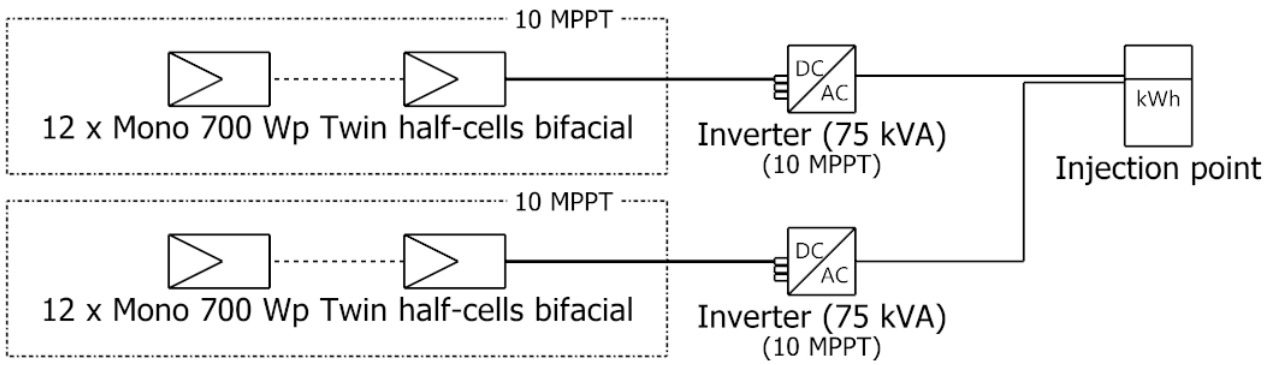 10 MPPT
DC
AC
kWh
12 x Mono 700 Wp Twin half-cells bifacial
Inverter (75 kVA)
(10 MPPT)
Injection point
10 MPPT
DC
AC
12 x Mono 700 Wp Twin half-cells bifacial
Inverter (75 kVA)
(10 MPPT)